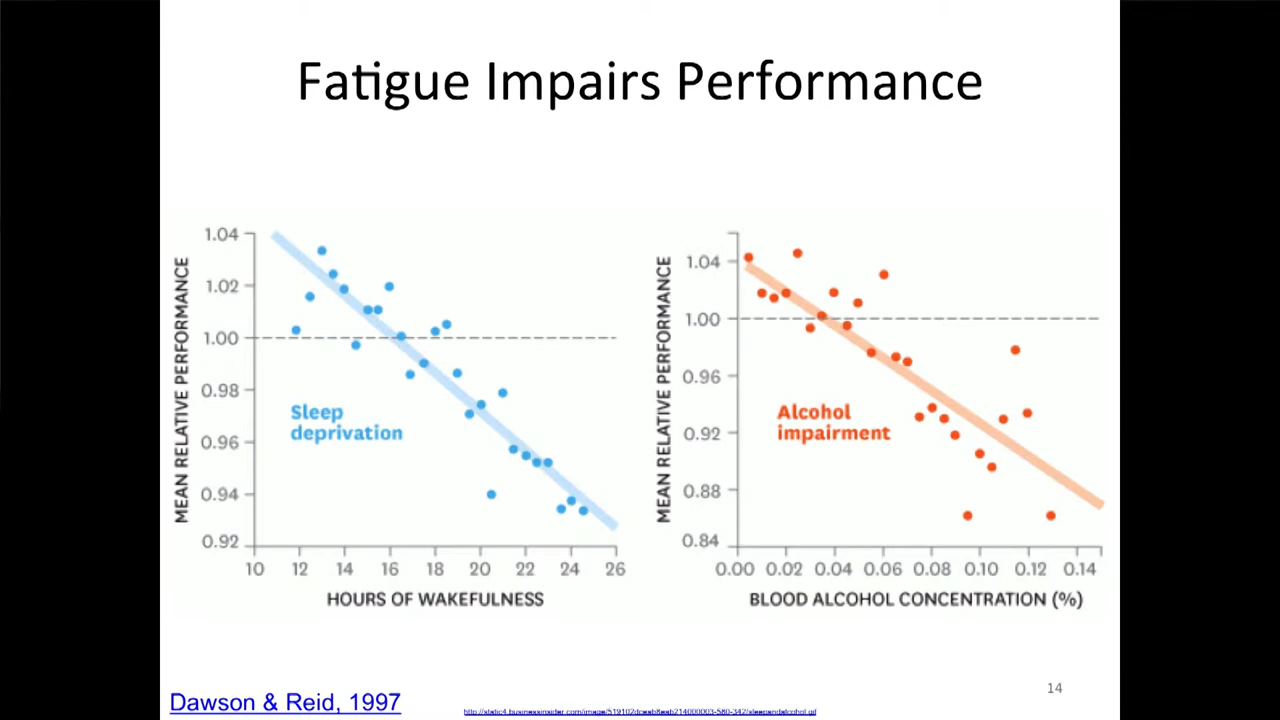 Fatigue Impairs Performance
1.04
1.02
1.00
0.98
0.96
0.94
0.92
MEAN RELATIVE PERFORMANCE
Sleep
deprivation
10 12 14 16 18 20 22 24 26
HOURS OF WAKEFULNESS
1.04
1.00
0.96
0.92
0.88
0.84
MEAN RELATIVE PERFORMANCE
Alcohol
impairment
0.00 0.02 0.04 0.06 0.08 0.10 0.12 0.14
BLOOD ALCOHOL CONCENTRATION (%)
14
Dawson & Reid, 1997